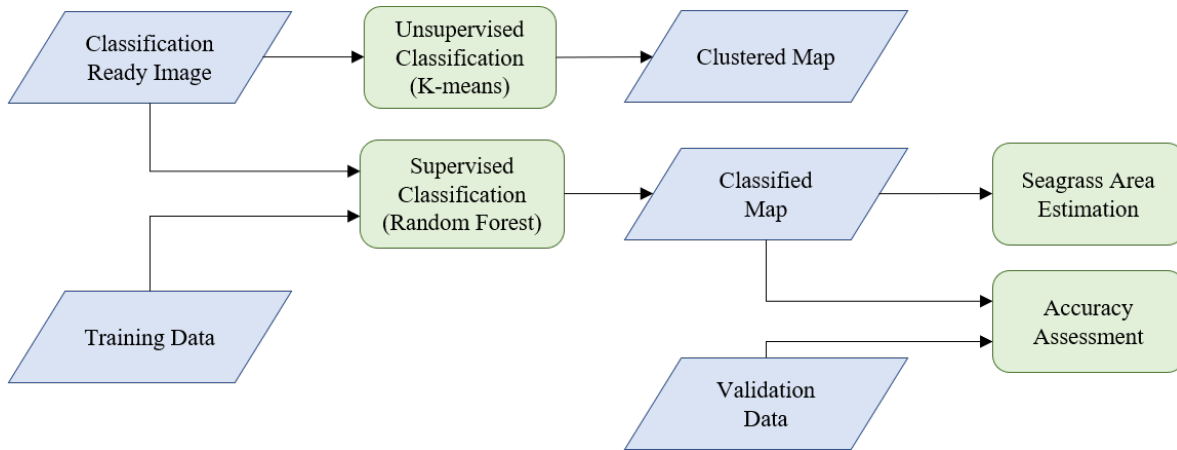 Classification
Ready Image
Unsupervised
Classification
(K-means)
Clustered Map
Supervised
Classification
(Random Forest)
Classified
Map
Seagrass Area
Estimation
Training Data
Accuracy
Assessment
Validation
Data